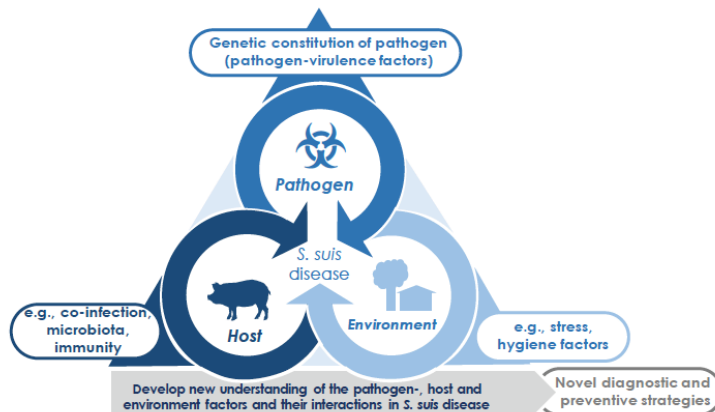 Genetic constitution of pathogen
(pathogen-virulence factors)
Pathogen
S. suis
disease
Host
Environment
e.g., co-infection,
microbiota,
immunity
e.g., stress,
hygiene factors
Develop new understanding of the pathogen-, host and
environment factors and their interactions in S. suis disease
Novel diagnostic and
preventive strategies